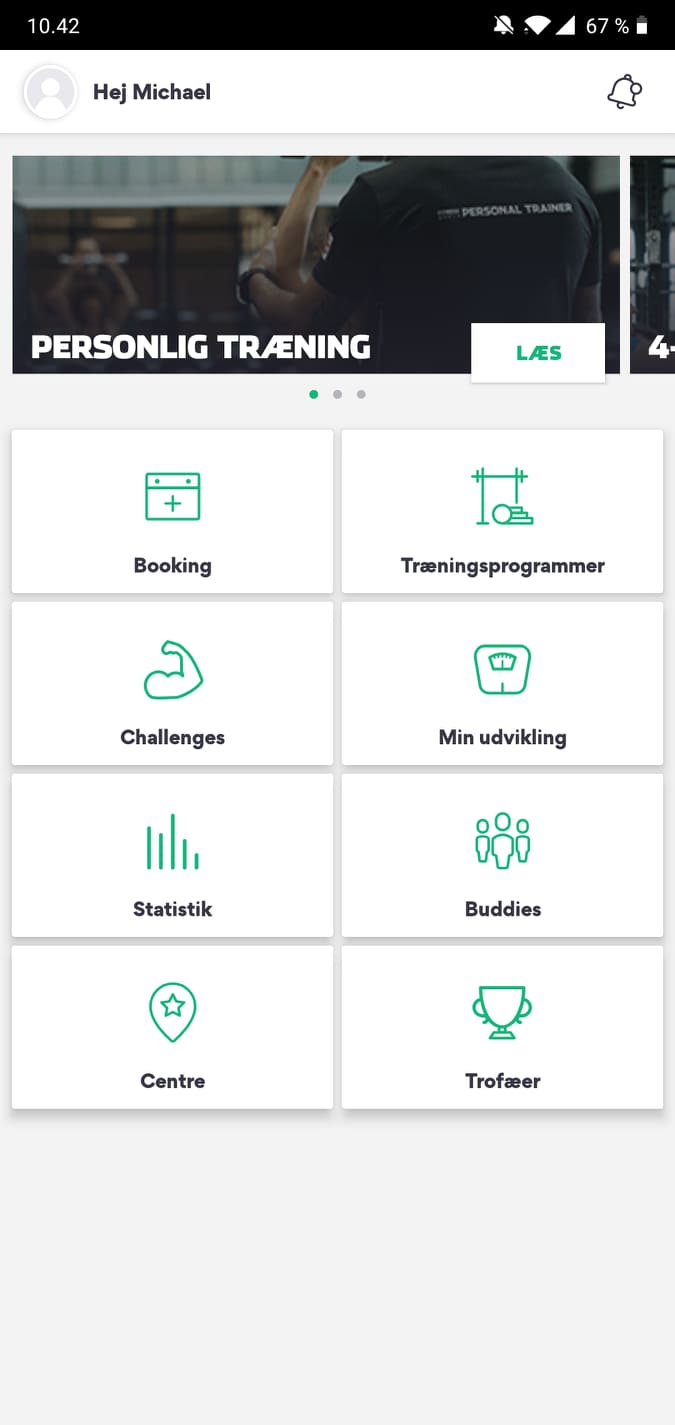 10.42
67 %
Hej Michael
PERSONAL TRAINER
PERSONLIG TRÆNING
LÆS
4-
Booking
Træningsprogrammer
Challenges
Min udvikling
Statistik
Buddies
Centre
Trofæer